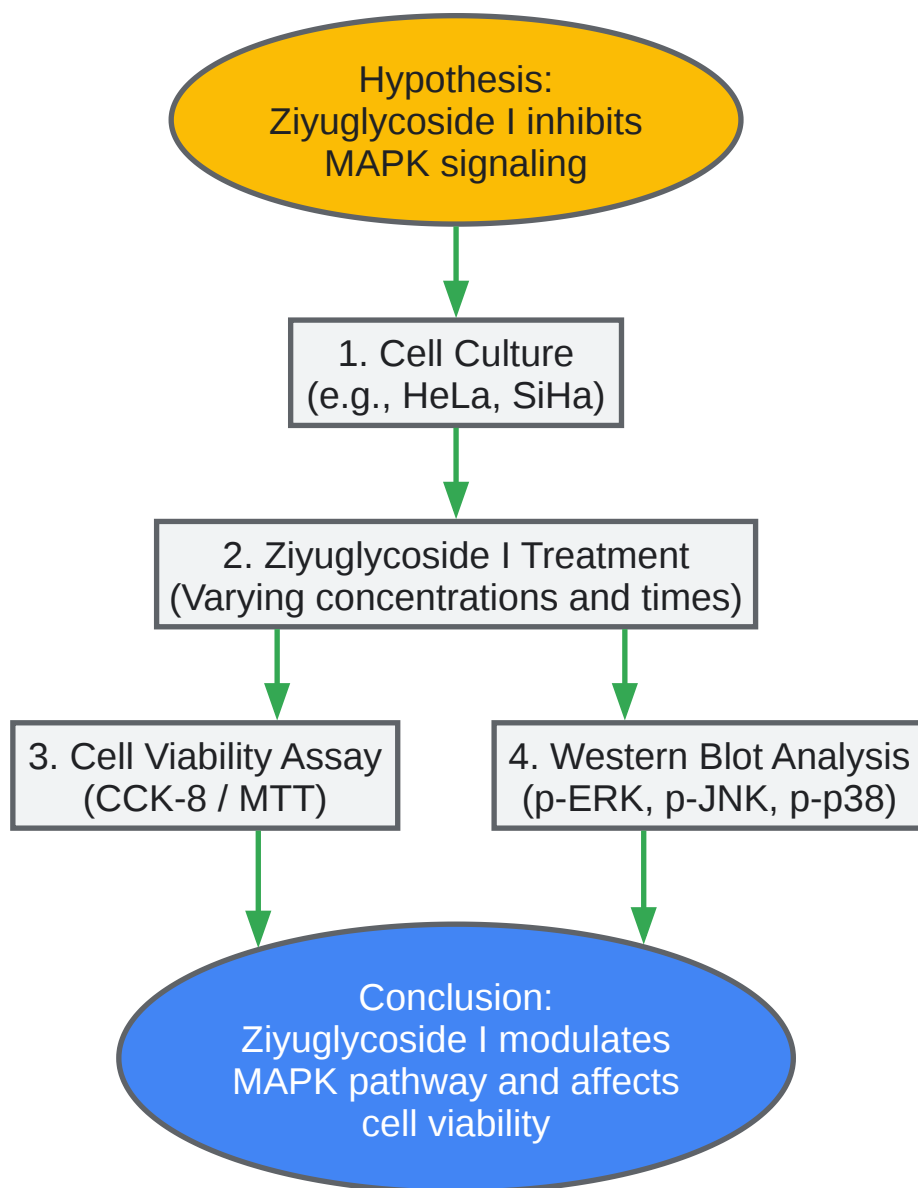 Hypothesis:
Ziyuglycoside I inhibits
MAPK signaling
1. Cell Culture
(e.g., HeLa, SiHa)
2. Ziyuglycoside I Treatment
(Varying concentrations and times)
3. Cell Viability Assay
(CCK-8 / MTT)
4. Western Blot Analysis
(p-ERK, p-JNK, p-p38)
Conclusion:
Ziyuglycoside I modulates
MAPK pathway and affects
cell viability